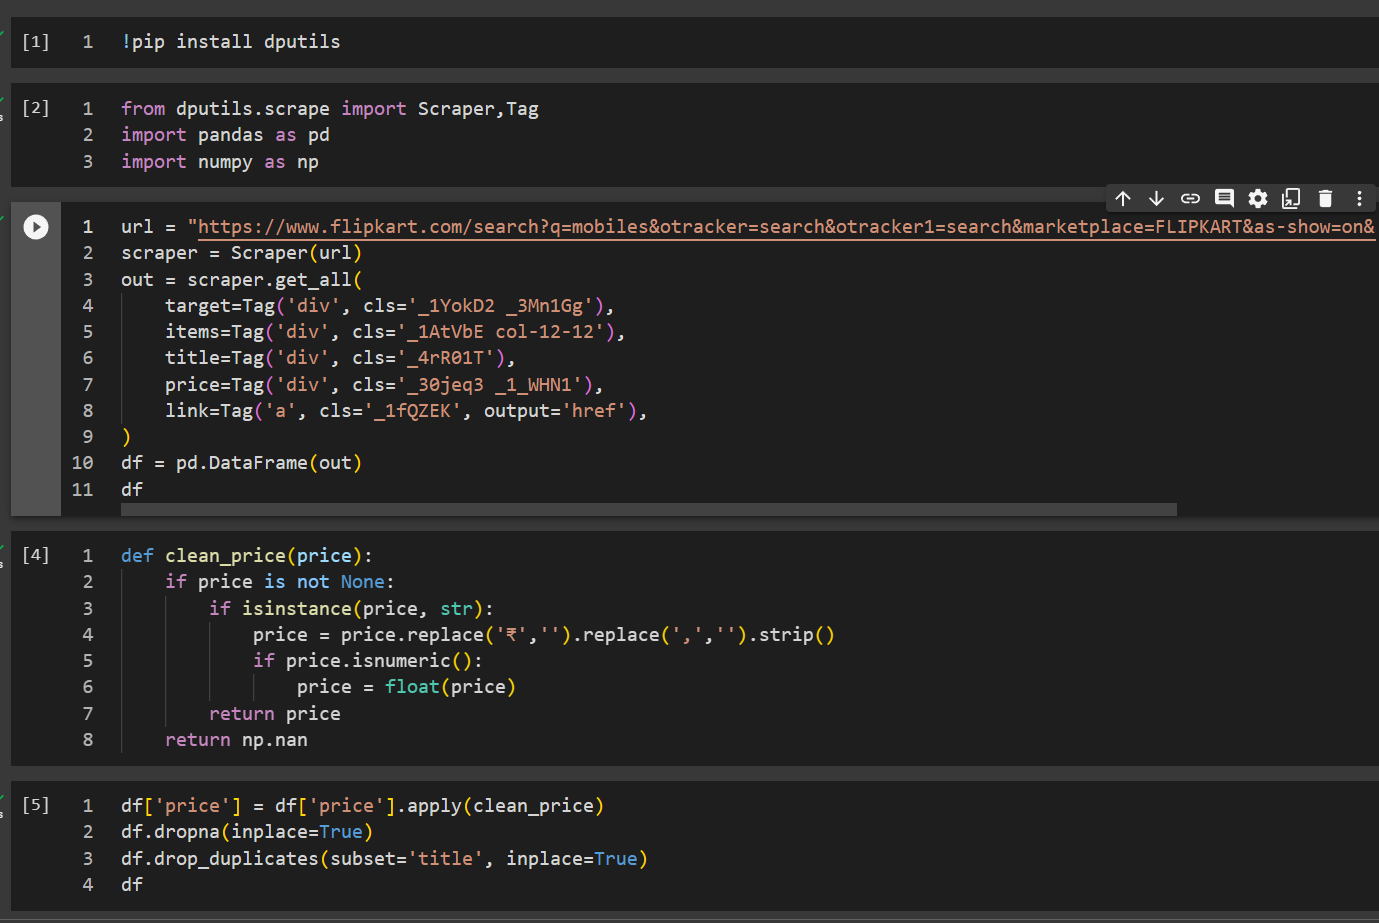 [1] 1 !pip install dputils
[2] 1 from dputils.scrape import Scraper,Tag
2 import pandas as pd
3 import numpy as np
1 url = "https://www.flipkart.com/search?q=mobiles&otracker=search&otracker1=search&marketplace=FLIPKART&as-show=on&
2 scraper = Scraper(url)
3 out = scraper.get_all(
4     target=Tag('div', cls='_1YokD2 _3Mn1Gg'),
5     items=Tag('div', cls='_1AtVbE col-12-12'),
6     title=Tag('div', cls='_4rR01T'),
7     price=Tag('div', cls='_30jeq3 _1_WHN1'),
8     link=Tag('a', cls='_1fQZEK', output='href'),
9 )
10 df = pd.DataFrame(out)
11 df
[4] 1 def clean_price(price):
2     if price is not None:
3         if isinstance(price, str):
4             price = price.replace('₹','').replace(',','').strip()
5             if price.isnumeric():
6                 price = float(price)
7         return price
8     return np.nan
[5] 1 df['price'] = df['price'].apply(clean_price)
2 df.dropna(inplace=True)
3 df.drop_duplicates(subset='title', inplace=True)
4 df